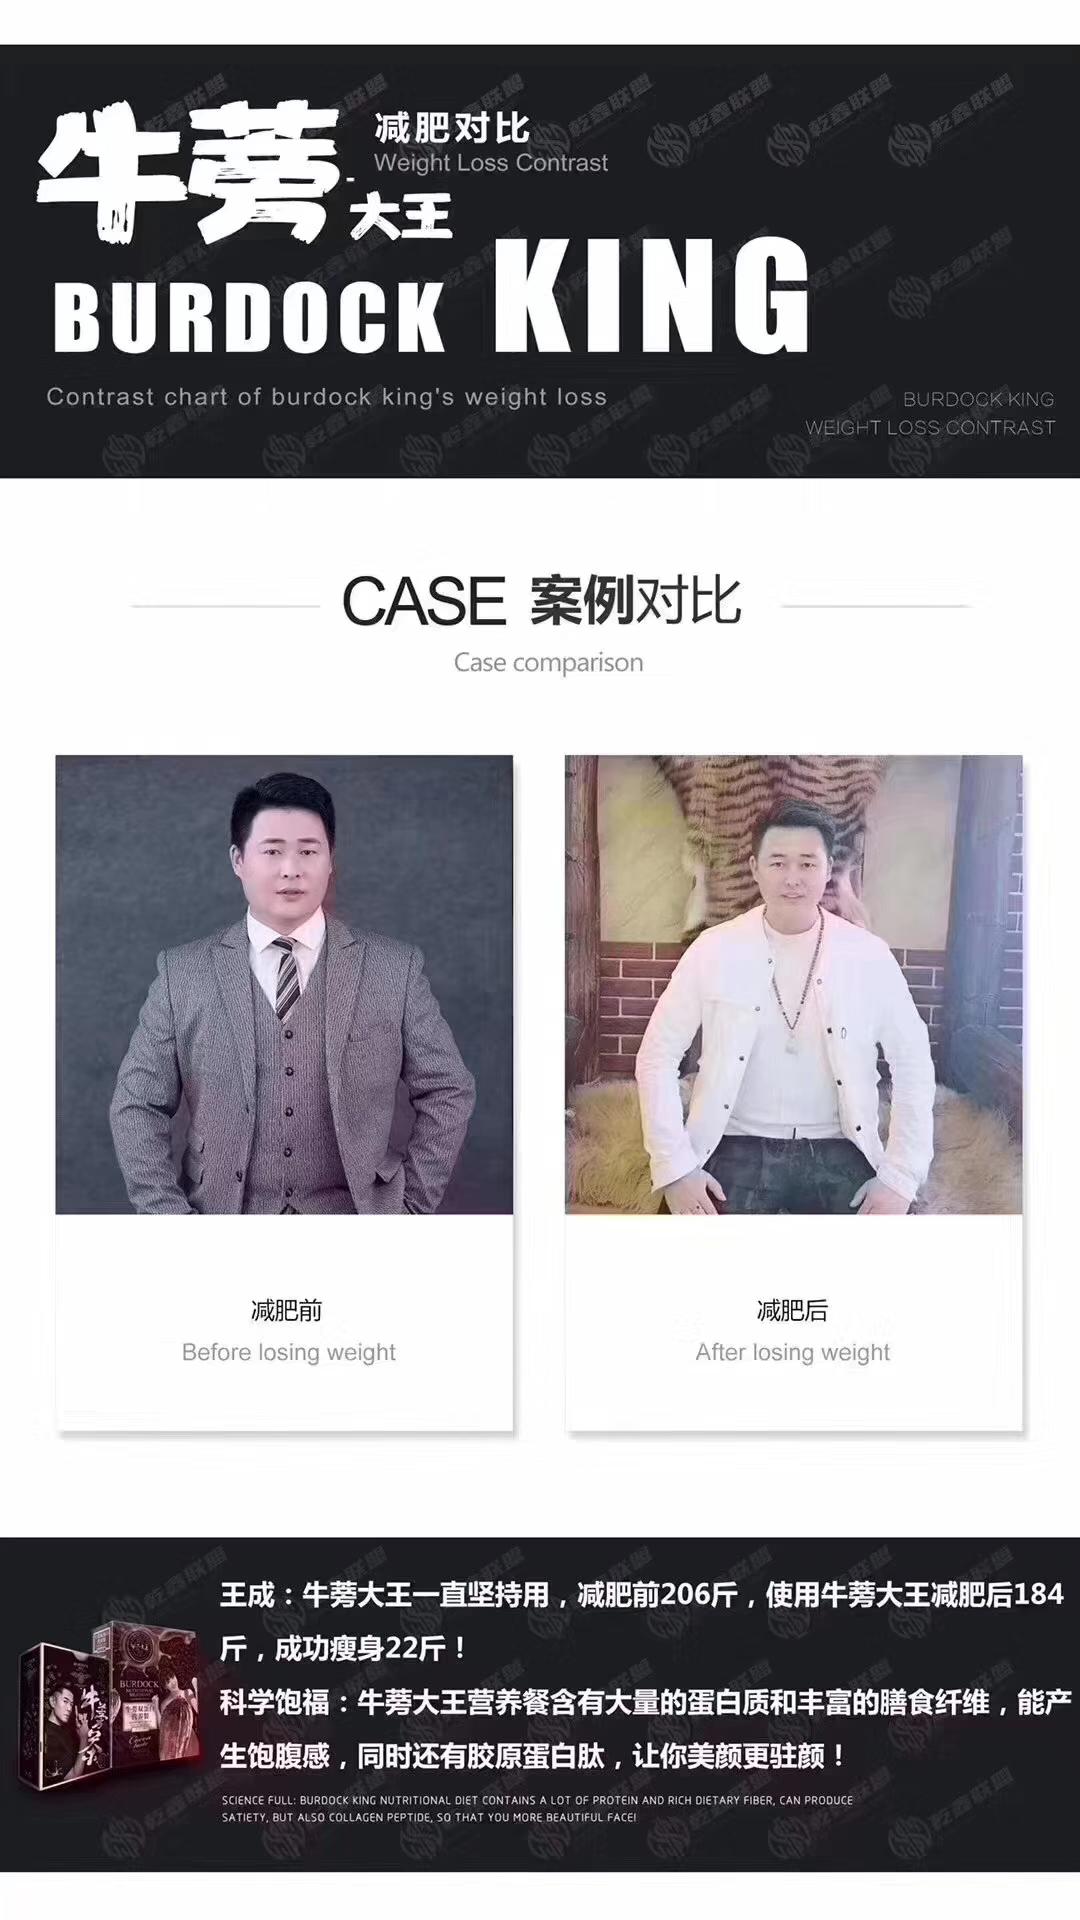 牛蒡
减肥对比
Weight Loss Contrast
-大王
BURDOCK KING
Contrast chart of burdock king's weight loss
BURDOCK KING
WEIGHT LOSS CONTRAST
CASE 案例对比
Case comparison
减肥前
Before losing weight
减肥后
After losing weight
王成：牛蒡大王一直坚持用，减肥前206斤，使用牛蒡大王减肥后184
斤，成功瘦身22斤！
科学饱福：牛蒡大王营养餐含有大量的蛋白质和丰富的膳食纤维，能产
生饱腹感，同时还有胶原蛋白肽，让你美颜更驻颜！
SCIENCE FULL: BURDOCK KING NUTRITIONAL DIET CONTAINS A LOT OF PROTEIN AND RICH DIETARY FIBER, CAN PRODUCE
SATIETY, BUT ALSO COLLAGEN PEPTIDE, SO THAT YOU MORE BEAUTIFUL FACE!
BURDOCK
乾鑫联盟